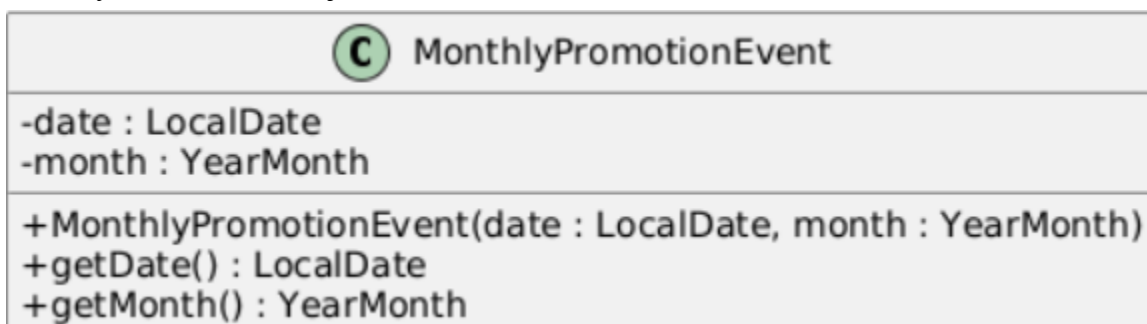 C MonthlyPromotionEvent
-date : LocalDate
-month : YearMonth
+MonthlyPromotionEvent(date : LocalDate, month : YearMonth)
+getDate() : LocalDate
+getMonth() : YearMonth